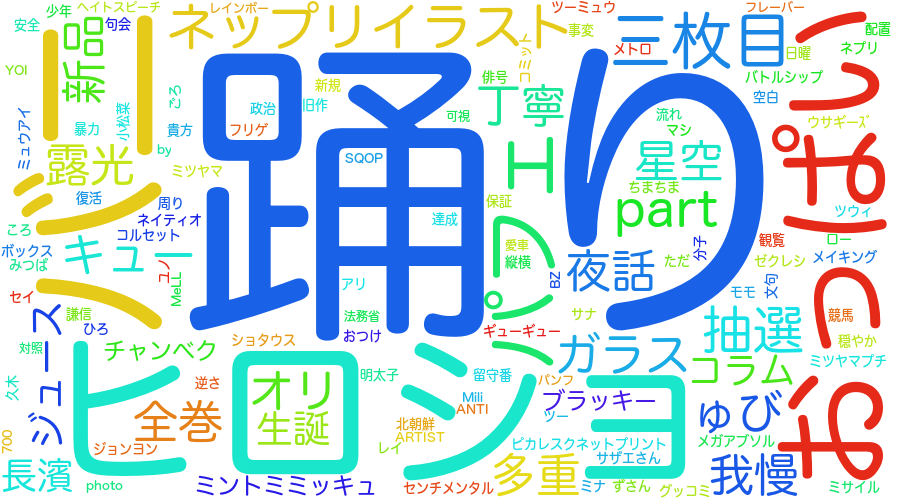 レインボー
ツーミュウ
フレーバー
ヘイトスピーチ
少年
安全
句会
新品
ネップリイラスト
事変
三枚目
配置
YOI
バトルシップ
ネプリ
日曜
メトロ
コミット
踊り
おっぱい
バニー
ごろ
新規
旧作
俳号
丁寧
空白
ウサギーズ
暴力
小松菜
貴方
政治
フリゲ
可視
流れ
マシ
ミュウアイ
露光
by
SQOP
星空
ミツヤマ
ちまちま
復活
周り
ネイティオ
コルセット
達成
保証
part
ツウィ
ころ
ボックス
みつば
キュー
愛車
縦横
パフェ
分子
観覧
ロー
メイキング
ユノ
MeLL
アリ
夜話
BZ
ただ
ゼクレシ
モモ
文句
セイ
謙信
ひろ
法務省
おつけ
サナ
抽選
競馬
穏やか
対照
ジュース
チャンベク
ショタウス
ギューギュー
ガラス
コラム
ミツヤマプチ
ヒロシヨ
久木
逆さ
オリ
生誕
明太子
留守番
パンフ
Mili
ANTI
ブラッキー
ツー
ゅび
全巻
北朝鮮
ARTIST
メガアプソル
700
ジョンヨン
レイ
ピカレスクネットプリント
サザエさん
長濱
photo
ミントミミッキュ
センチメンタル
多重
ミナ
ずさん
グッコミ
我慢
ミサイル